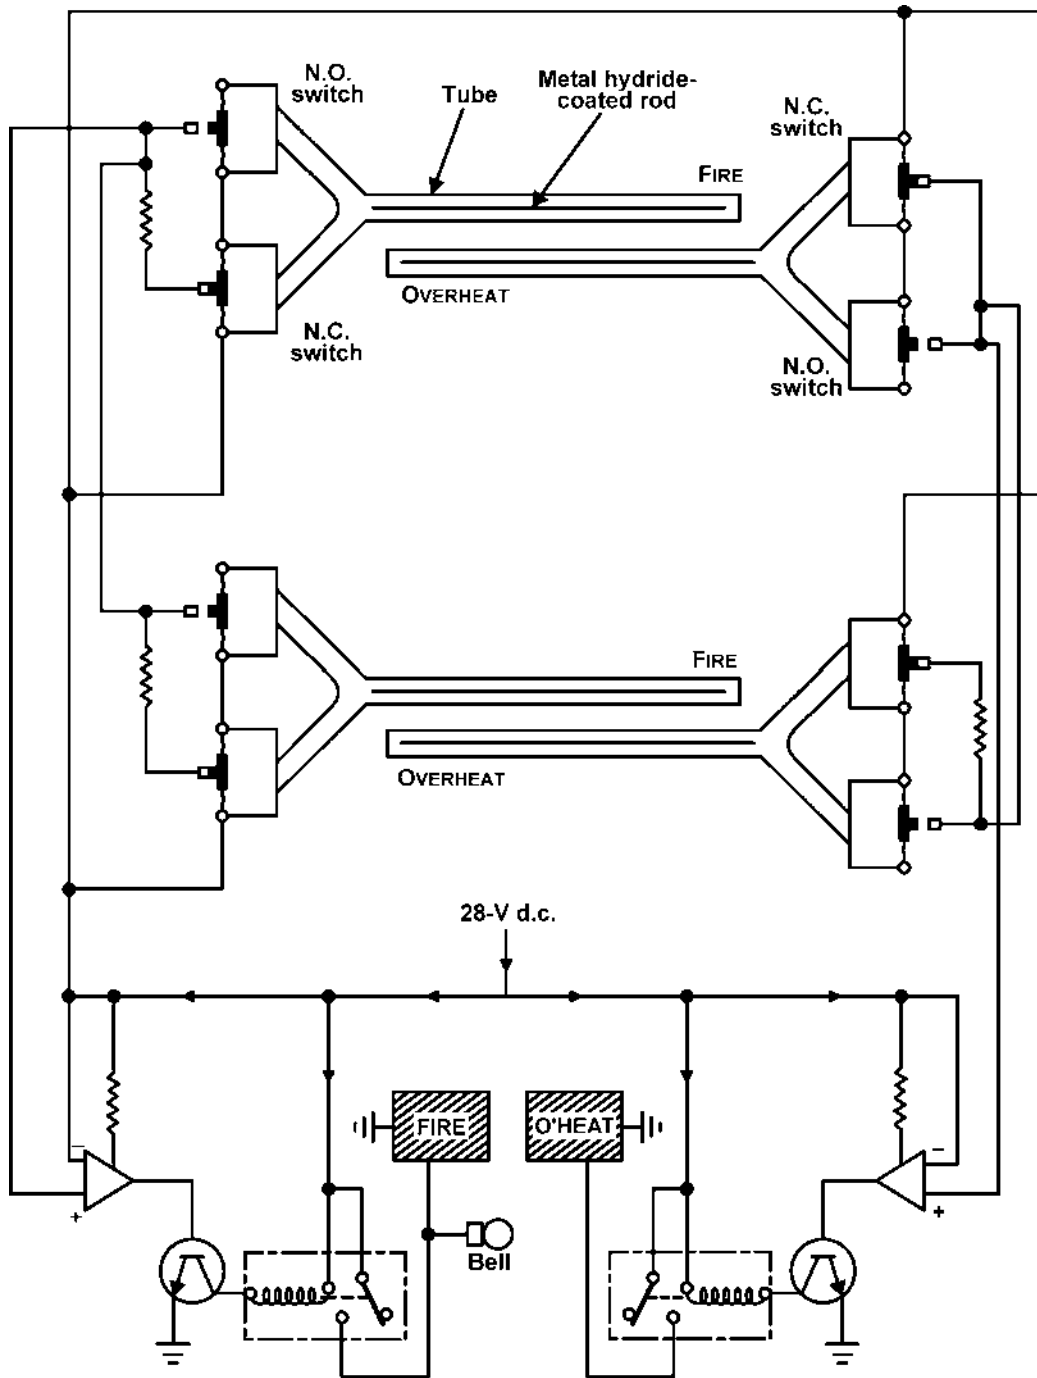 N.O.
switch
Tube
Metal hydride-
coated rod
N.C.
switch
FIRE
OVERHEAT
N.C.
switch
N.O.
switch
FIRE
OVERHEAT
28-V d.c.
FIRE
O'HEAT
−
+
−
+
Bell